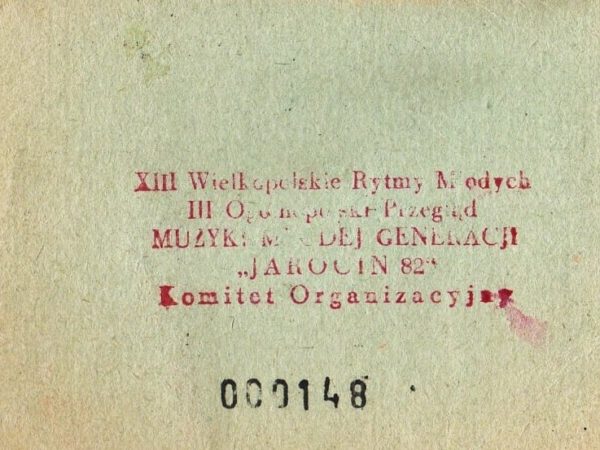 XIII Wielkopolskie Rytmy Młodych
III Ogólnopolski Przegląd
MUZYKI MŁODEJ GENERACJI
„JAROCIN 82“
Komitet Organizacyjny
000148